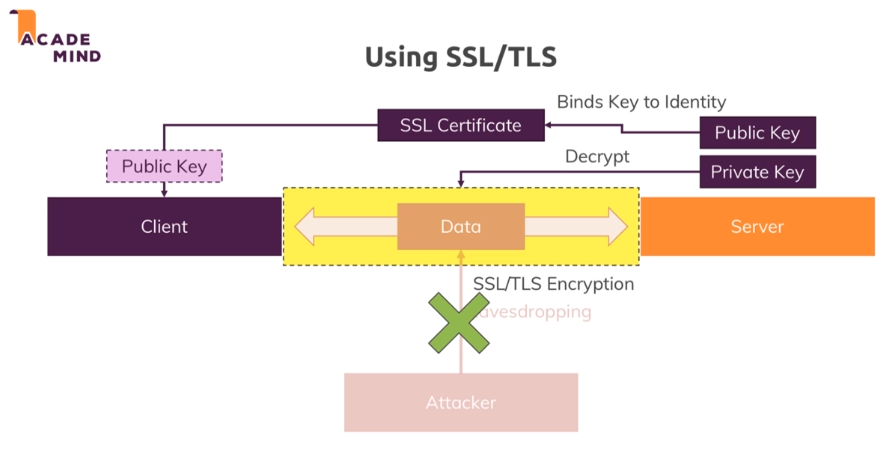 ACADE
MIND
Using SSL/TLS
Binds Key to Identity
SSL Certificate
Public Key
Decrypt
Public Key
Private Key
Client
Data
Server
SSL/TLS Encryption
avesdropping
Attacker